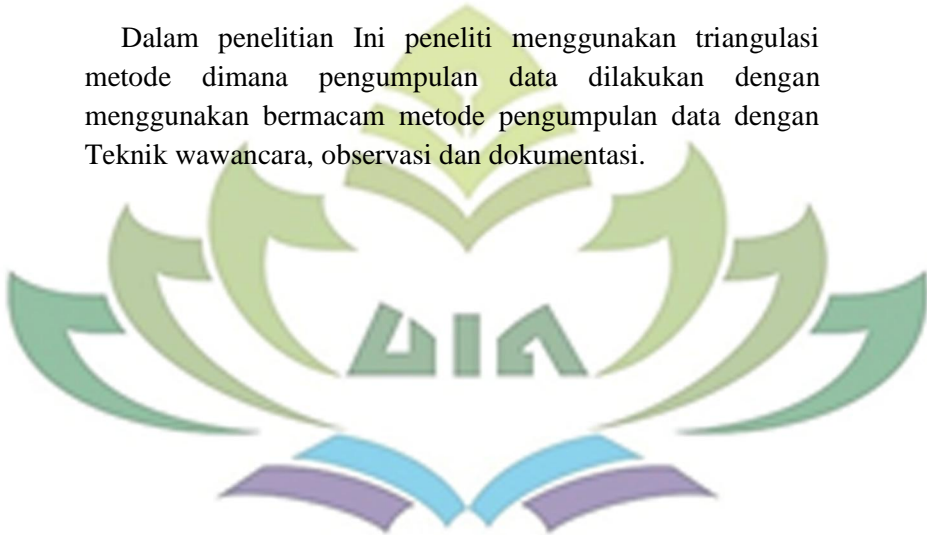 Dalam penelitian Ini peneliti menggunakan triangulasi
metode dimana pengumpulan data dilakukan dengan
menggunakan bermacam metode pengumpulan data dengan
Teknik wawancara, observasi dan dokumentasi.
UIN